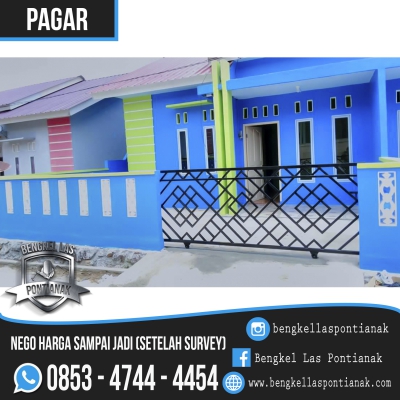 PAGAR
BENGKEL LAS
PONTIANAK
NEGO HARGA SAMPAI JADI (SETELAH SURVEY)
0853 - 4744 - 4454
bengkellaspontianak
Bengkel Las Pontianak
www.bengkellaspontianak.com